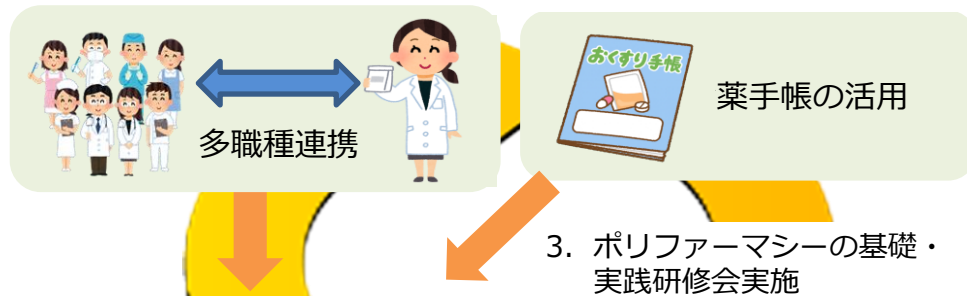 多職種連携
おくすり手帳
薬手帳の活用
3. ポリファーマシーの基礎・
実践研修会実施